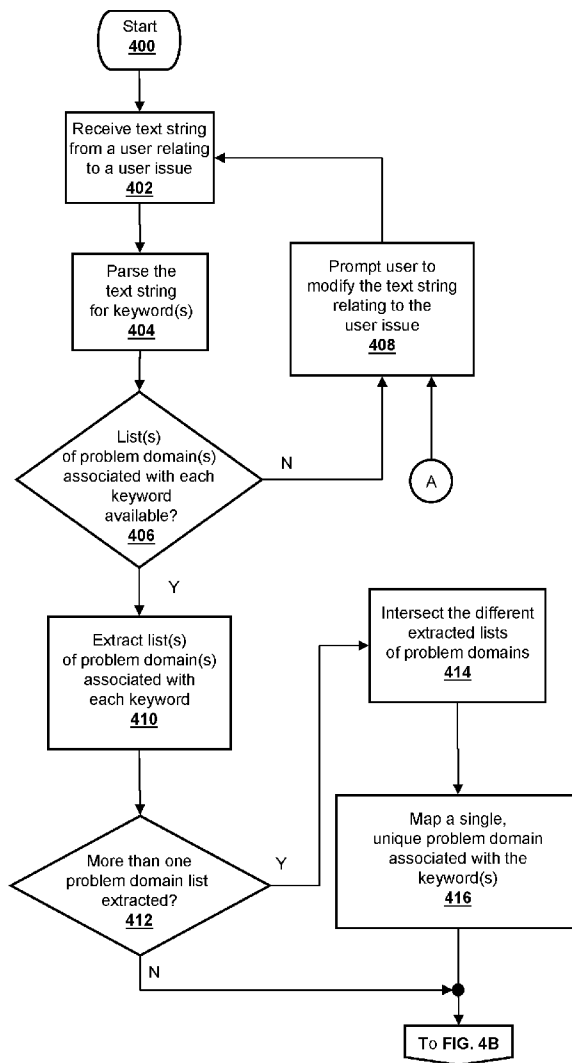 Start
400
Receive text string
from a user relating
to a user issue
402
Parse the
text string
for keyword(s)
404
Prompt user to
modify the text string
relating to the
user issue
408
List(s)
of problem domain(s)
associated with each
keyword
available?
406
N
A
Y
Extract list(s)
of problem domain(s)
associated with
each keyword
410
Intersect the different
extracted lists
of problem domains
414
More than one
problem domain list
extracted?
412
Y
Map a single,
unique problem domain
associated with the
keyword(s)
416
N
To FIG. 4B